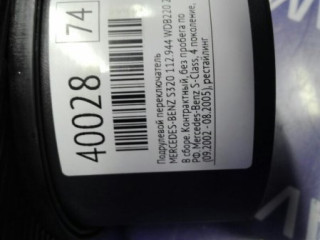 40028
74
Подрулевой переключатель
MERCEDES-BENZ S320 112.944 WDB220
В сборе. Контрактный, без пробега по
РФ. Mercedes-Benz S-Class, 4 поколение,
(09.2002 - 08.2005), рестайлинг